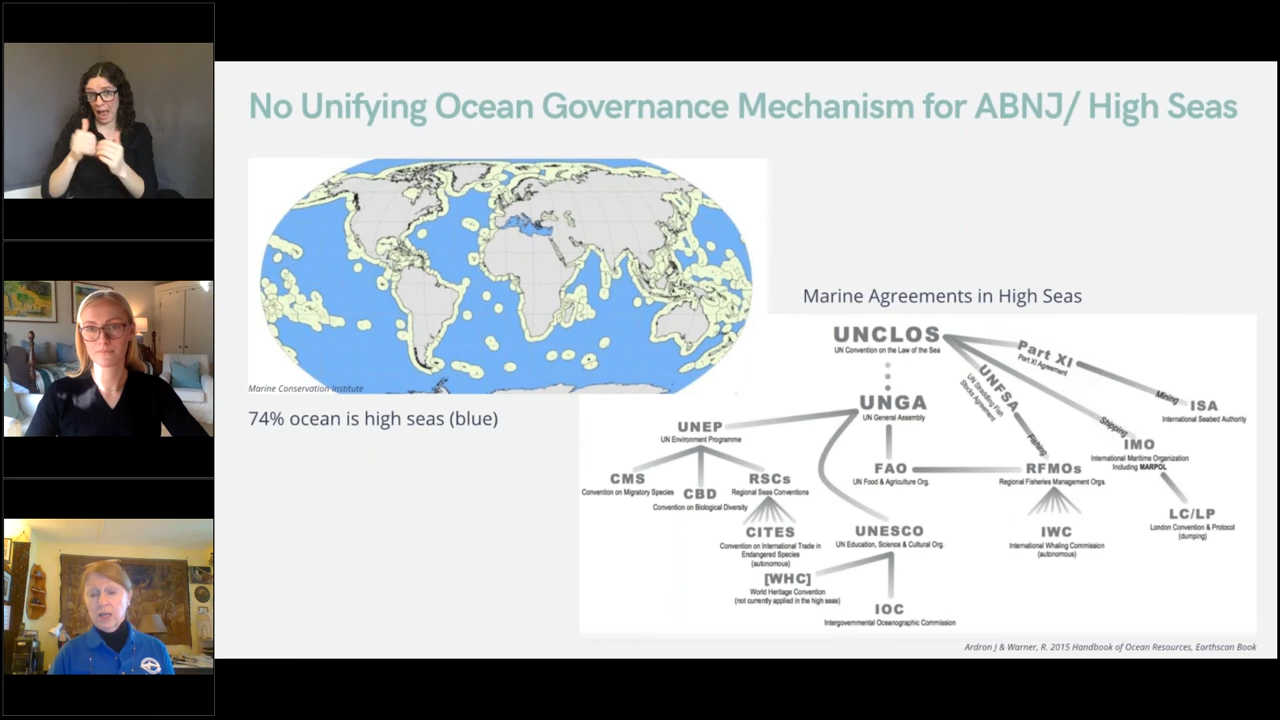 No Unifying Ocean Governance Mechanism for ABNJ/ High Seas
Marine Conservation Institute
74% ocean is high seas (blue)
Marine Agreements in High Seas
UNCLOS
UN Convention on the Law of the Sea
Part XI
Part XI Agreement
Mining
ISA
International Seabed Authority
UNFSA
UN Stradding Fish
Stocks Agreement
Fishing
Shipping
IMO
International Maritime Organization
Including MARPOL
UNGA
UN General Assembly
UNEP
UN Environment Programme
CMS
Convention on Migratory Species
CBD
Convention on Biological Diversity
RSCs
Regional Seas Conventions
FAO
UN Food & Agriculture Org.
RFMOs
Regional Fisheries Management Orgs.
LC/LP
London Convention & Protocol
(dumping)
CITES
Convention on International Trade in
Endangered Species
(autonomous)
UNESCO
UN Education, Science & Cultural Org.
IWC
International Whaling Commission
(autonomous)
[WHC]
World Heritage Convention
(not currently applied in the high seas)
IOC
Intergovernmental Oceanographic Commission
Ardron J & Warner, R. 2015 Handbook of Ocean Resources, Earthscan Book